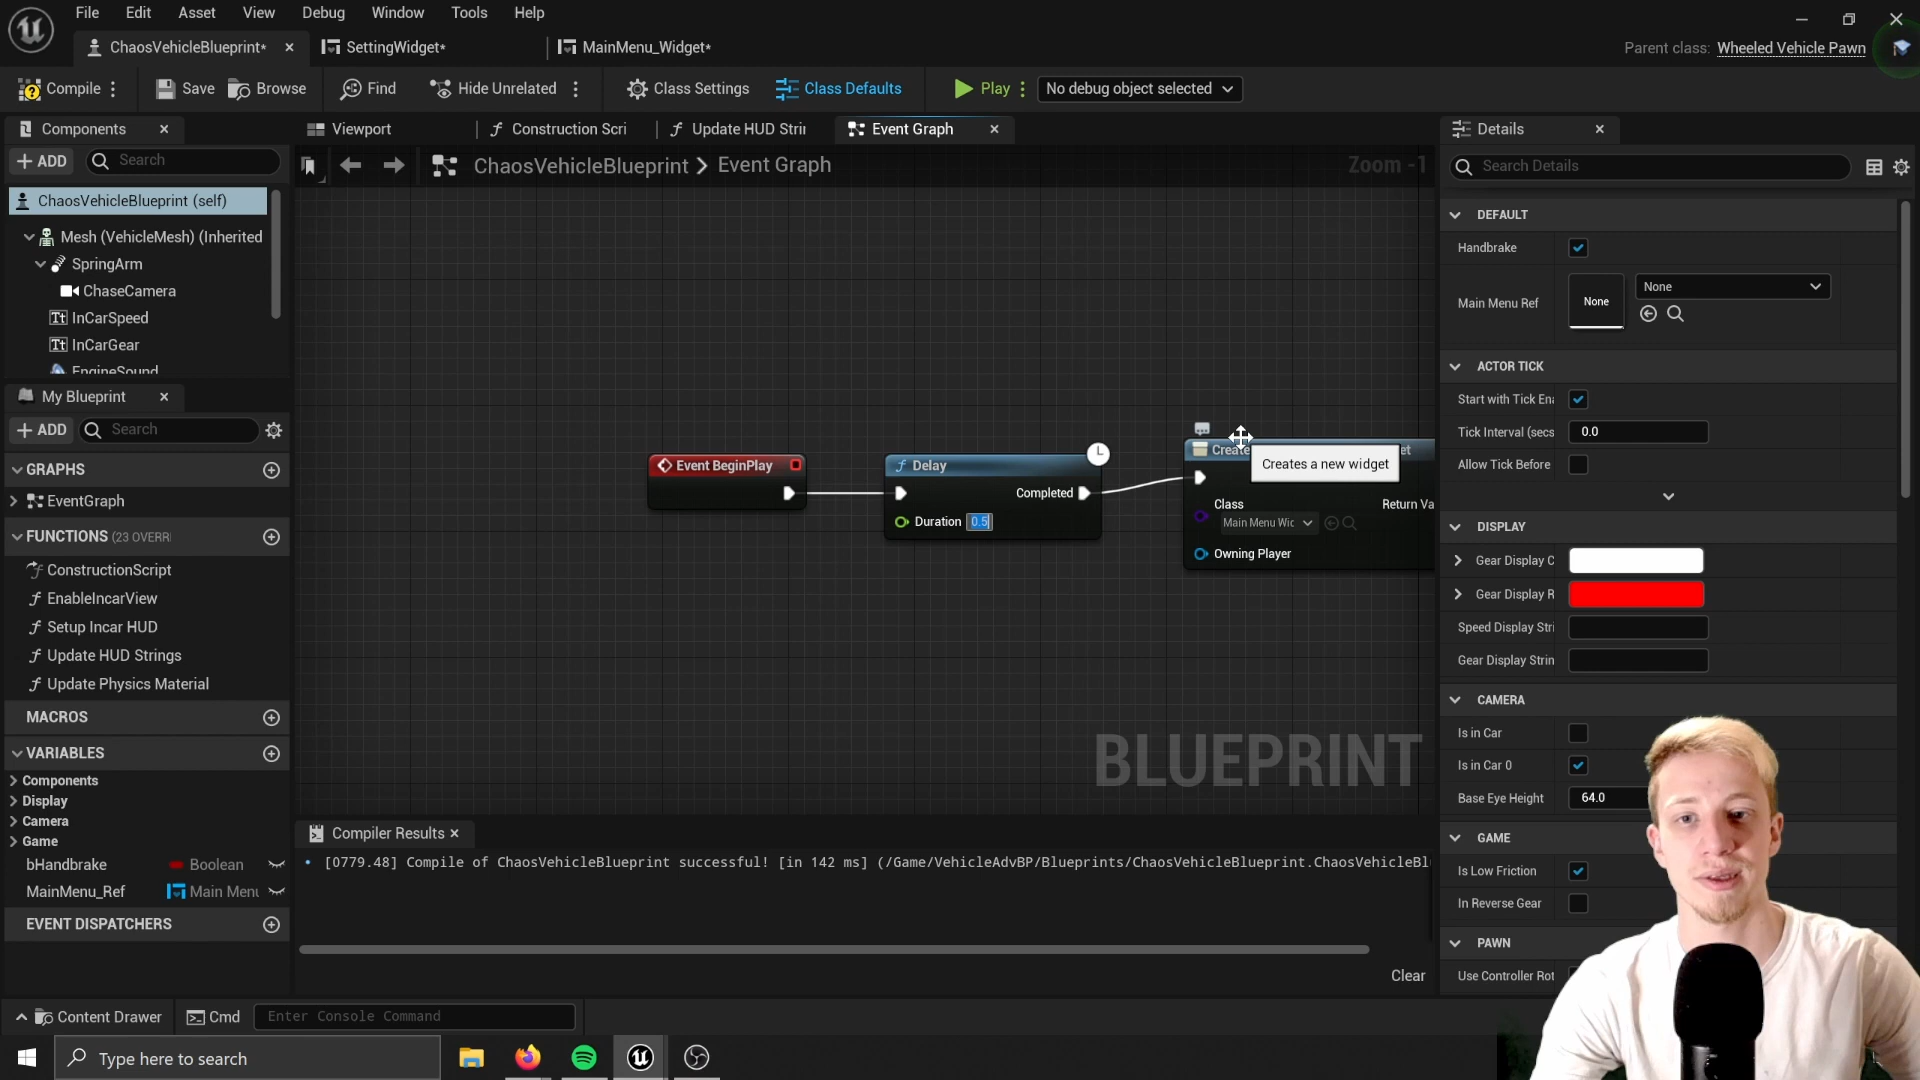 File Edit Asset View Debug Window Tools Help
ChaosVehicleBlueprint* SettingWidget* MainMenu_Widget* Parent class: Wheeled Vehicle Pawn
Compile Save Browse Find Hide Unrelated Class Settings Class Defaults Play No debug object selected
Components Viewport Construction Scri Update HUD Strin Event Graph Details
ADD Search ChaosVehicleBlueprint Event Graph Zoom -1 Search Details
ChaosVehicleBlueprint (self)
Mesh (VehicleMesh) (Inherited
SpringArm
ChaseCamera
InCarSpeed
InCarGear
EngineSound
My Blueprint
ADD Search
GRAPHS
EventGraph
FUNCTIONS (23 OVERRI
ConstructionScript
EnableIncarView
Setup Incar HUD
Update HUD Strings
Update Physics Material
MACROS
VARIABLES
Components
Display
Camera
Game
bHandbrake Boolean
MainMenu_Ref Main Menu
EVENT DISPATCHERS
Event BeginPlay
f Delay
Completed
Duration 0.5
Create et
Creates a new widget
Class Return Va
Main Menu Wic
Owning Player
BLUEPRINT
Compiler Results
[0779.48] Compile of ChaosVehicleBlueprint successful! [in 142 ms] (/Game/VehicleAdvBP/Blueprints/ChaosVehicleBlueprint.ChaosVehicleBl
Clear
DEFAULT
Handbrake
Main Menu Ref None None
ACTOR TICK
Start with Tick Ena
Tick Interval (secs 0.0
Allow Tick Before
DISPLAY
Gear Display C
Gear Display R
Speed Display Stri
Gear Display Strin
CAMERA
Is in Car
Is in Car 0
Base Eye Height 64.0
GAME
Is Low Friction
In Reverse Gear
PAWN
Use Controller Rot
Content Drawer Cmd Enter Console Command
Type here to search